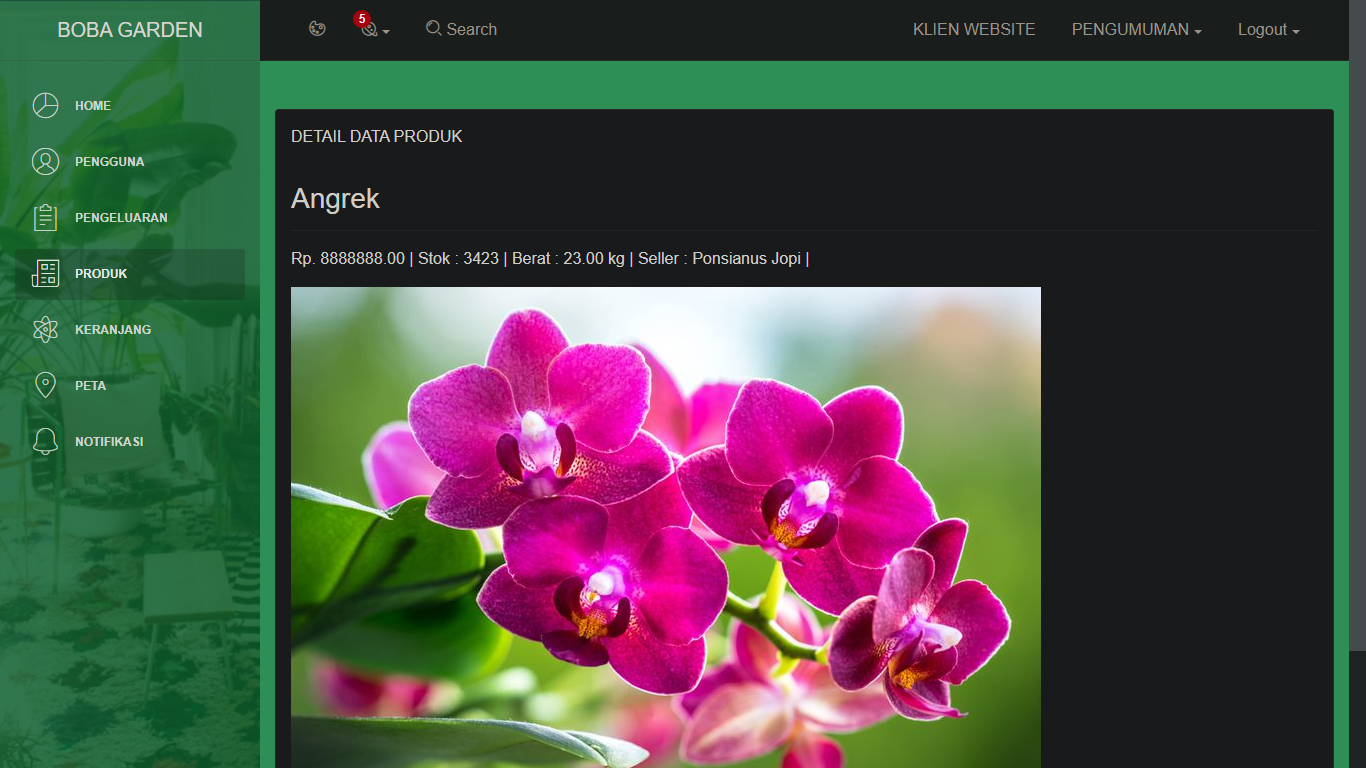 BOBA GARDEN
5
Search
KLIEN WEBSITE
PENGUMUMAN
Logout
HOME
PENGGUNA
PENGELUARAN
PRODUK
KERANJANG
PETA
NOTIFIKASI
DETAIL DATA PRODUK
Angrek
Rp. 8888888.00 | Stok : 3423 | Berat : 23.00 kg | Seller : Ponsianus Jopi |